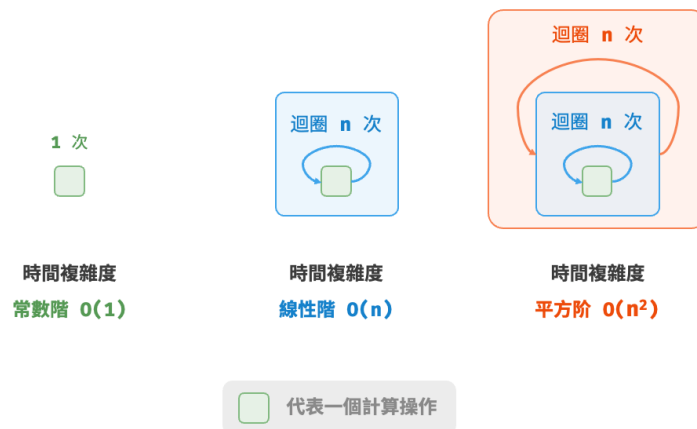 1 次
時間複雜度
常數階 O(1)
迴圈 n 次
時間複雜度
線性階 O(n)
迴圈 n 次
迴圈 n 次
時間複雜度
平方阶 O(n²)
代表一個計算操作